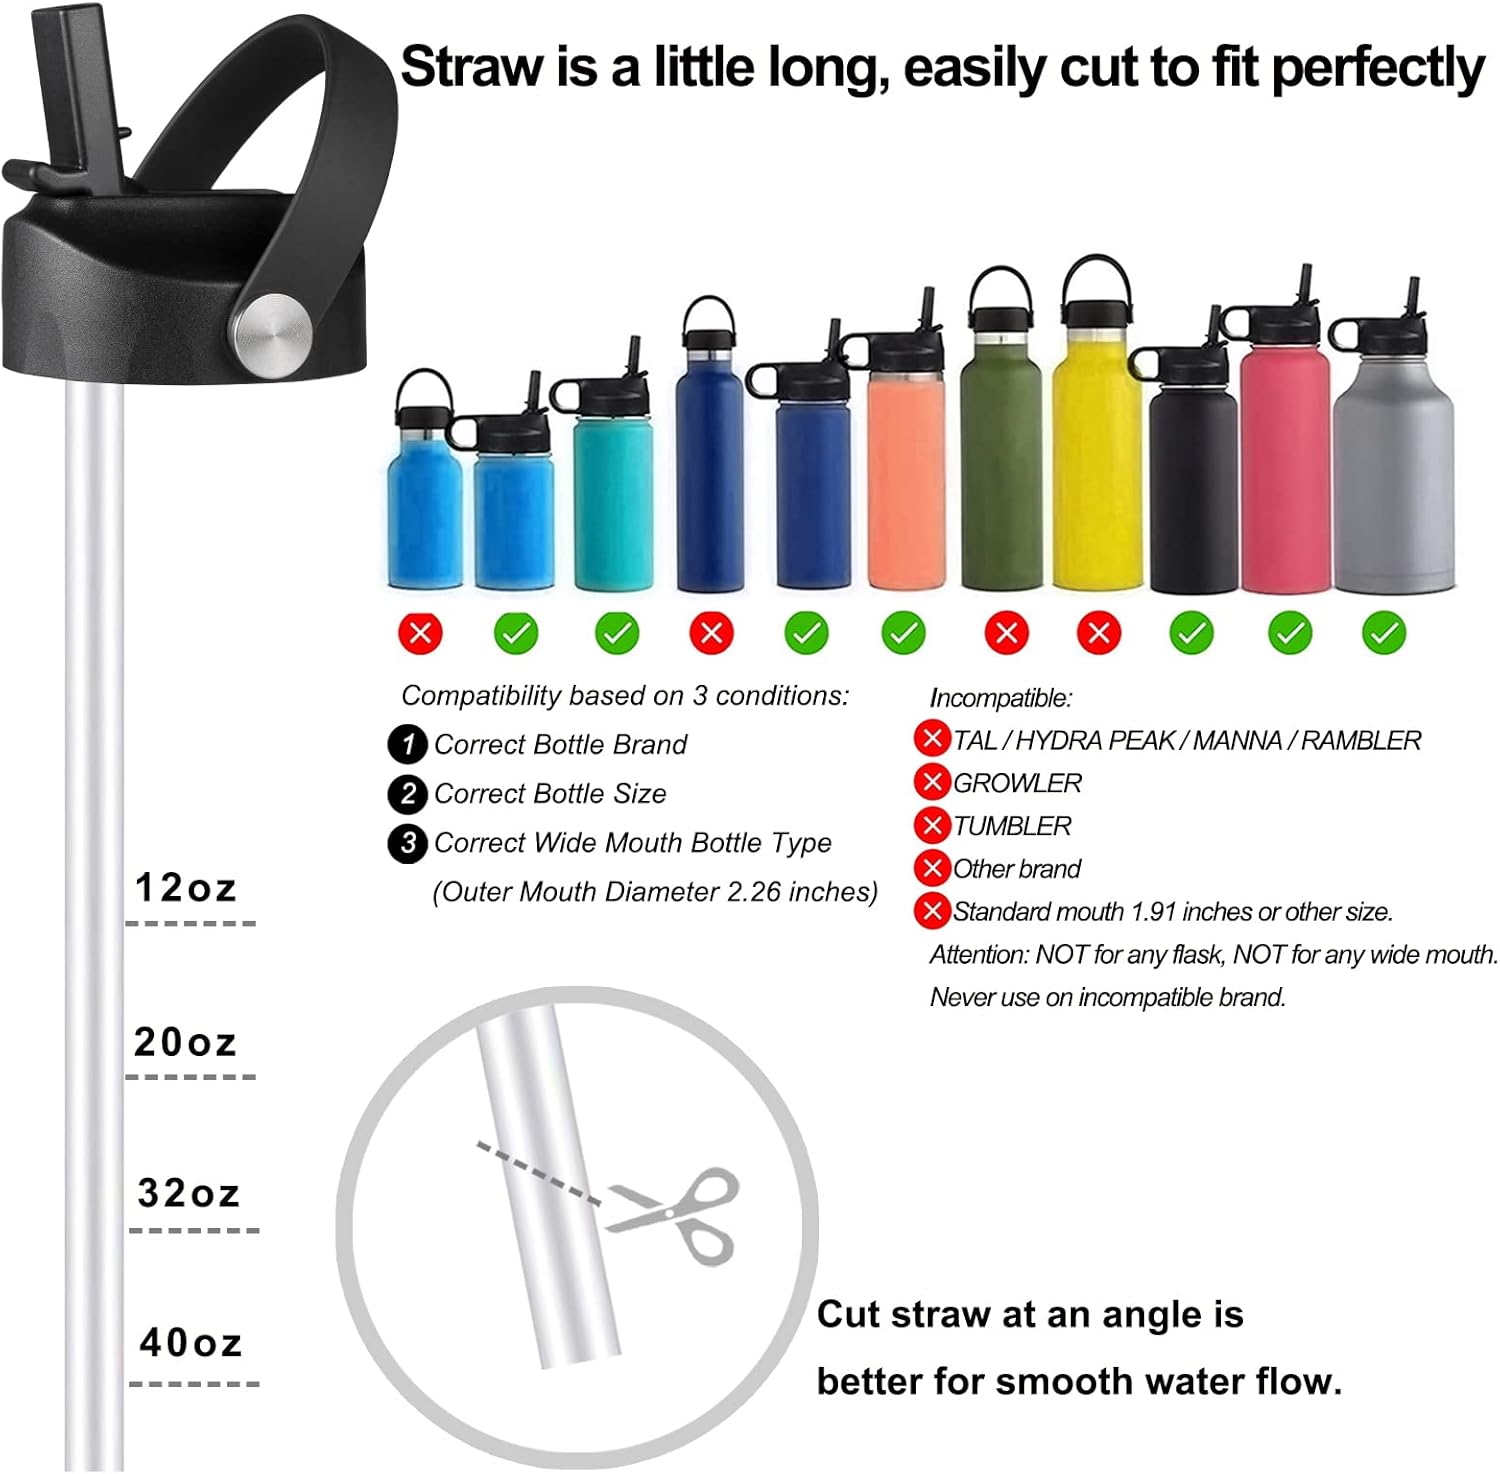 Straw is a little long, easily cut to fit perfectly
Compatibility based on 3 conditions:
1 Correct Bottle Brand
2 Correct Bottle Size
3 Correct Wide Mouth Bottle Type
(Outer Mouth Diameter 2.26 inches)
Incompatible:
TAL / HYDRA PEAK / MANNA / RAMBLER
GROWLER
TUMBLER
Other brand
Standard mouth 1.91 inches or other size.
Attention: NOT for any flask, NOT for any wide mouth.
Never use on incompatible brand.
12oz
20oz
32oz
40oz
Cut straw at an angle is
better for smooth water flow.